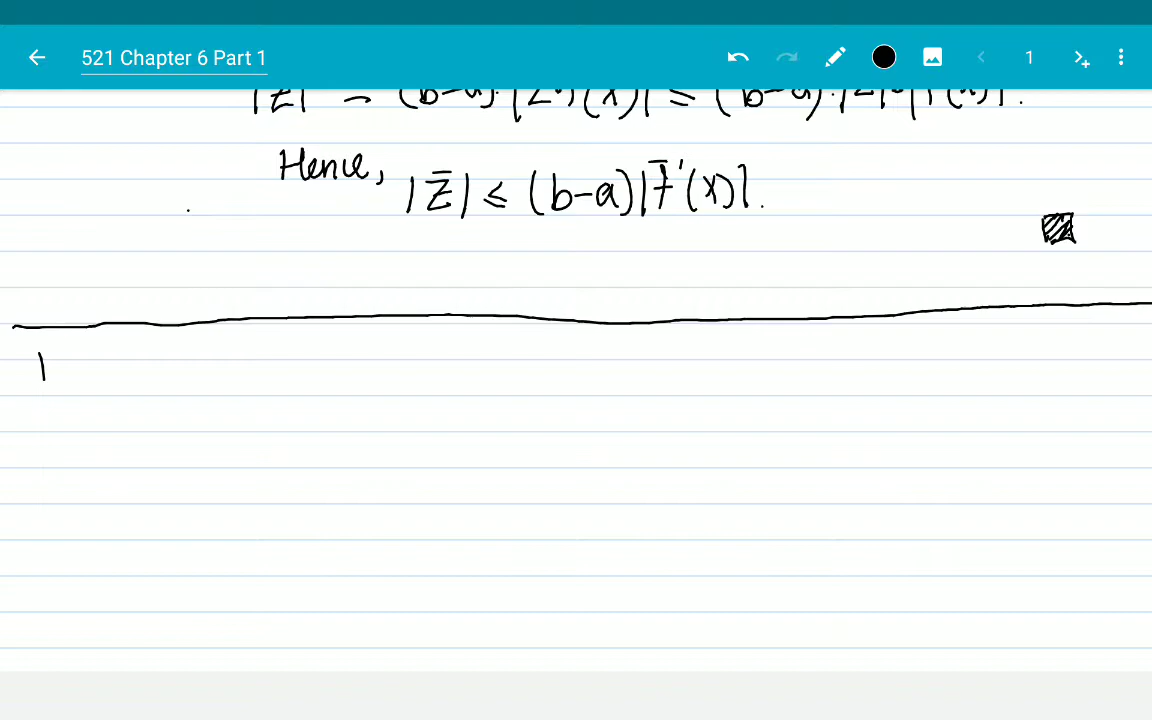 521 Chapter 6 Part 1
1
Hence,
|z̄| ≤ (b-a)|f̄'(x)|.